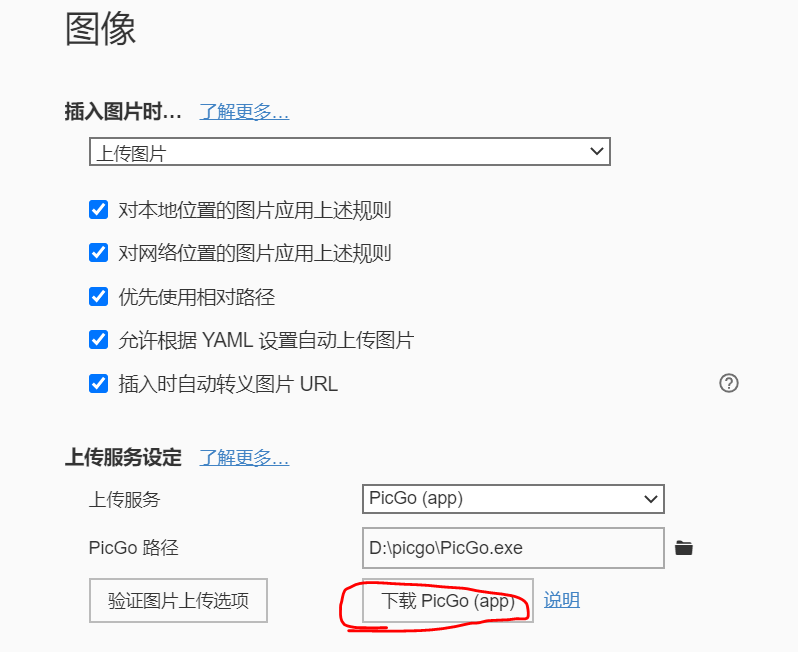 图像
插入图片时… 了解更多…
上传图片
对本地位置的图片应用上述规则
对网络位置的图片应用上述规则
优先使用相对路径
允许根据 YAML 设置自动上传图片
插入时自动转义图片 URL
?
上传服务设定 了解更多…
上传服务 PicGo (app)
PicGo 路径 D:\picgo\PicGo.exe
验证图片上传选项 下载 PicGo (app) 说明